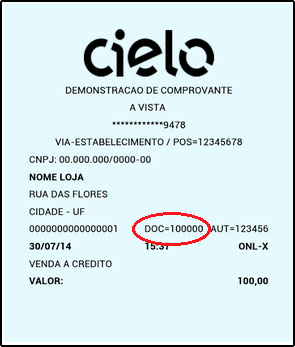 cielo
DEMONSTRACAO DE COMPROVANTE
A VISTA
************9478
VIA-ESTABELECIMENTO / POS=12345678
CNPJ: 00.000.000/0000-00
NOME LOJA
RUA DAS FLORES
CIDADE - UF
0000000000000001 DOC=100000 AUT=123456
30/07/14 15:37 ONL-X
VENDA A CREDITO
VALOR: 100,00